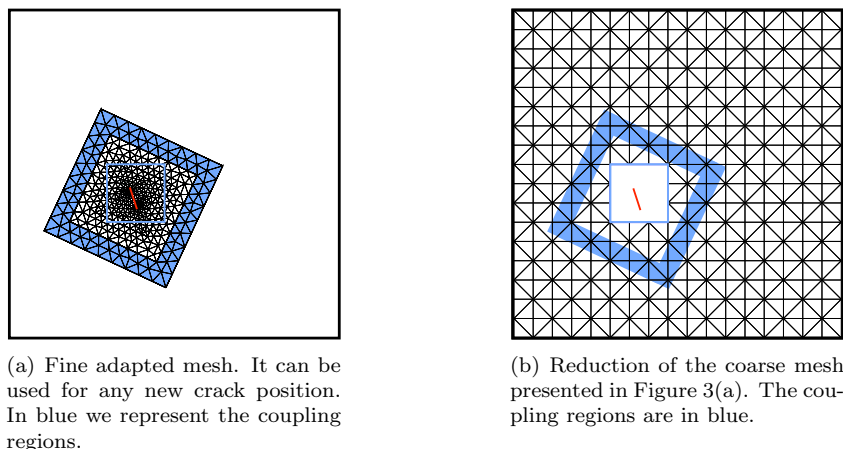 (a) Fine adapted mesh. It can be
used for any new crack position.
In blue we represent the coupling
regions.
(b) Reduction of the coarse mesh
presented in Figure 3(a). The cou-
pling regions are in blue.